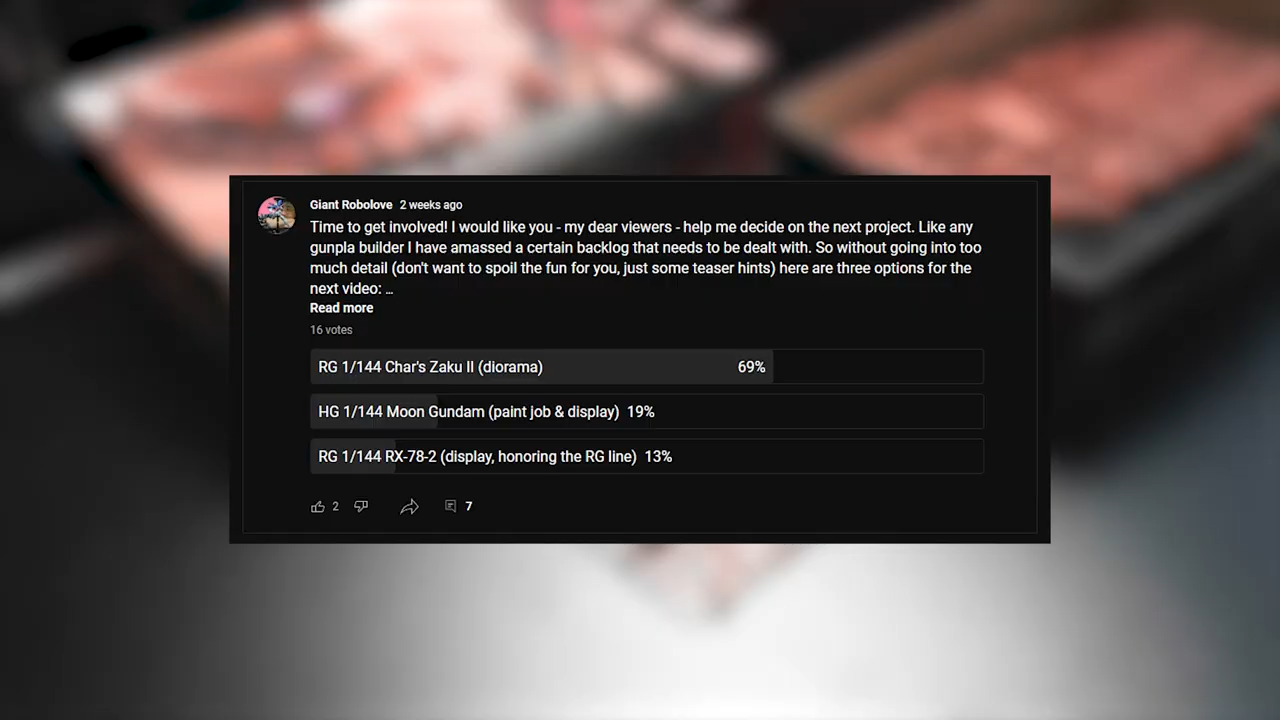 Giant Robolove 2 weeks ago
Time to get involved! I would like you - my dear viewers - help me decide on the next project. Like any
gunpla builder I have amassed a certain backlog that needs to be dealt with. So without going into too
much detail (don't want to spoil the fun for you, just some teaser hints) here are three options for the
next video: ...
Read more
16 votes
RG 1/144 Char's Zaku II (diorama) 69%
HG 1/144 Moon Gundam (paint job & display) 19%
RG 1/144 RX-78-2 (display, honoring the RG line) 13%
2 7